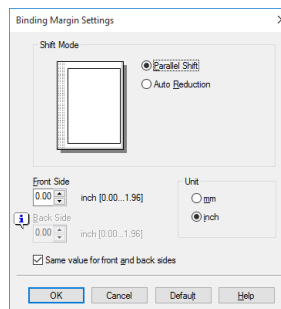 Binding Margin Settings
Shift Mode
Parallel Shift
Auto Reduction
Front Side
0.00 inch [0.00...1.96]
Back Side
0.00 inch [0.00...1.96]
Unit
mm
inch
Same value for front and back sides
OK Cancel Default Help